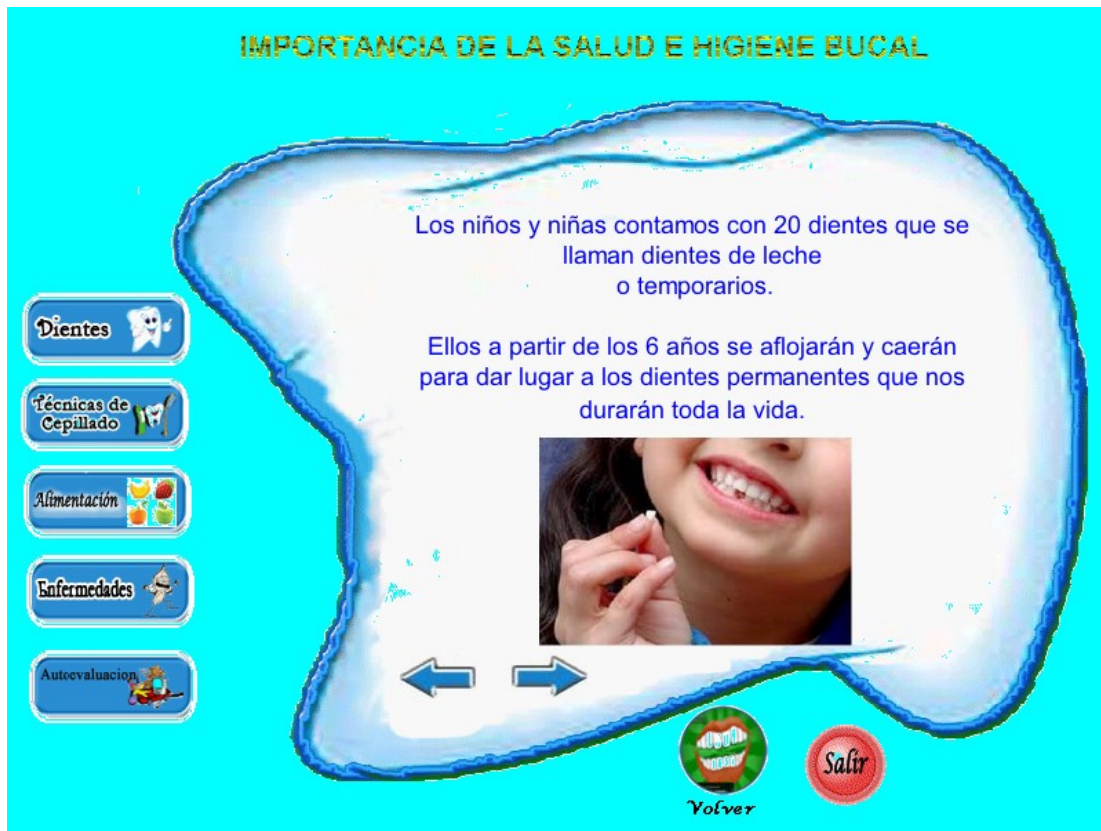 IMPORTANCIA DE LA SALUD E HIGIENE BUCAL
Los niños y niñas contamos con 20 dientes que se
llaman dientes de leche
o temporarios.
Ellos a partir de los 6 años se aflojarán y caerán
para dar lugar a los dientes permanentes que nos
durarán toda la vida.
Dientes
Técnicas de
Cepillado
Alimentación
Enfermedades
Autoevaluacion
Volver
Salir